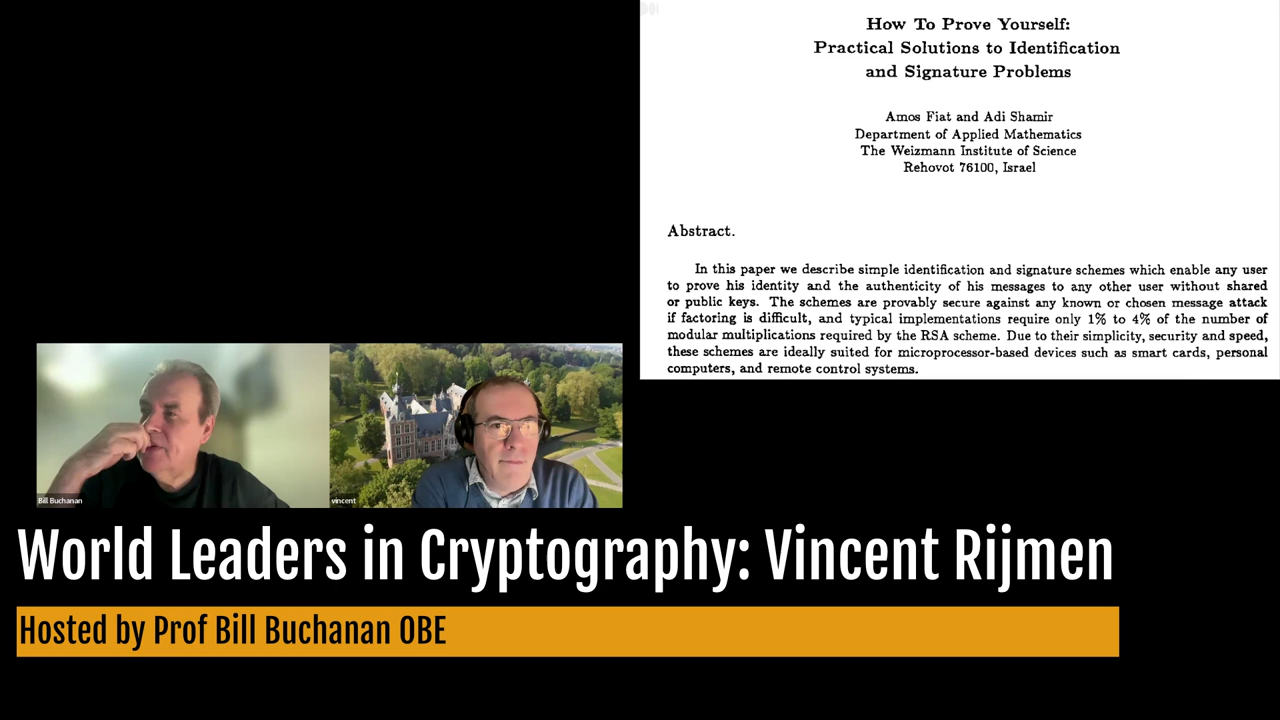 How To Prove Yourself:
Practical Solutions to Identification
and Signature Problems
Amos Fiat and Adi Shamir
Department of Applied Mathematics
The Weizmann Institute of Science
Rehovot 76100, Israel
Abstract.
In this paper we describe simple identification and signature schemes which enable any user
to prove his identity and the authenticity of his messages to any other user without shared
or public keys. The schemes are provably secure against any known or chosen message attack
if factoring is difficult, and typical implementations require only 1% to 4% of the number of
modular multiplications required by the RSA scheme. Due to their simplicity, security and speed,
these schemes are ideally suited for microprocessor-based devices such as smart cards, personal
computers, and remote control systems.
Bill Buchanan
vincent
World Leaders in Cryptography: Vincent Rijmen
Hosted by Prof Bill Buchanan OBE